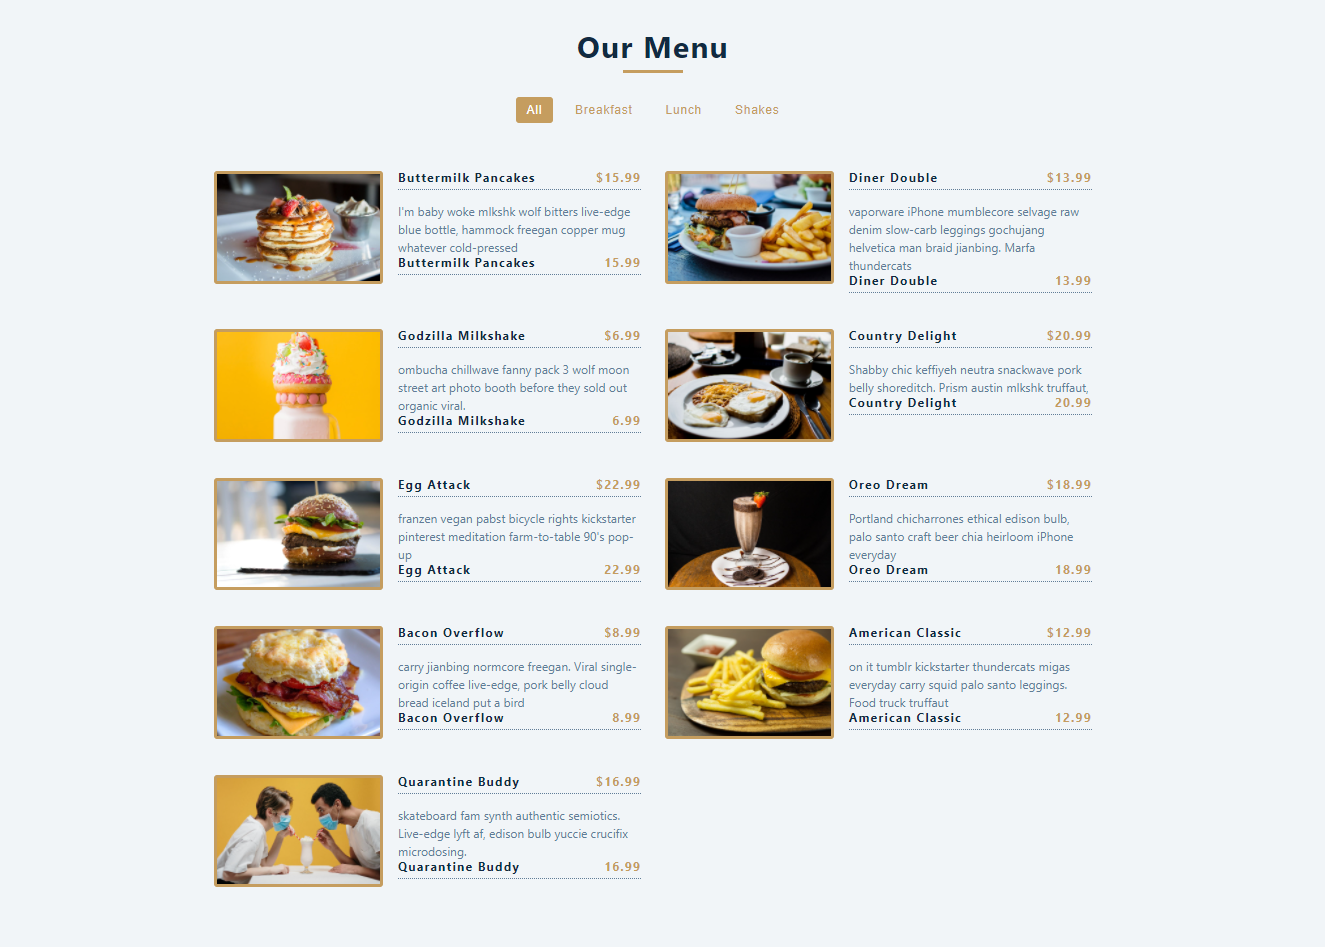 Our Menu
All Breakfast Lunch Shakes
Buttermilk Pancakes $15.99
I'm baby woke mlkshk wolf bitters live-edge
blue bottle, hammock freegan copper mug
whatever cold-pressed
Buttermilk Pancakes 15.99
Diner Double $13.99
vaporware iPhone mumblecore selvage raw
denim slow-carb leggings gochujang
helvetica man braid jianbing. Marfa
thundercats
Diner Double 13.99
Godzilla Milkshake $6.99
ombucha chillwave fanny pack 3 wolf moon
street art photo booth before they sold out
organic viral.
Godzilla Milkshake 6.99
Country Delight $20.99
Shabby chic keffiyeh neutra snackwave pork
belly shoreditch. Prism austin mlkshk truffaut,
Country Delight 20.99
Egg Attack $22.99
franzen vegan pabst bicycle rights kickstarter
pinterest meditation farm-to-table 90's pop-
up
Egg Attack 22.99
Oreo Dream $18.99
Portland chicharrones ethical edison bulb,
palo santo craft beer chia heirloom iPhone
everyday
Oreo Dream 18.99
Bacon Overflow $8.99
carry jianbing normcore freegan. Viral single-
origin coffee live-edge, pork belly cloud
bread iceland put a bird
Bacon Overflow 8.99
American Classic $12.99
on it tumblr kickstarter thundercats migas
everyday carry squid palo santo leggings.
Food truck truffaut
American Classic 12.99
Quarantine Buddy $16.99
skateboard fam synth authentic semiotics.
Live-edge lyft af, edison bulb yuccie crucifix
microdosing.
Quarantine Buddy 16.99